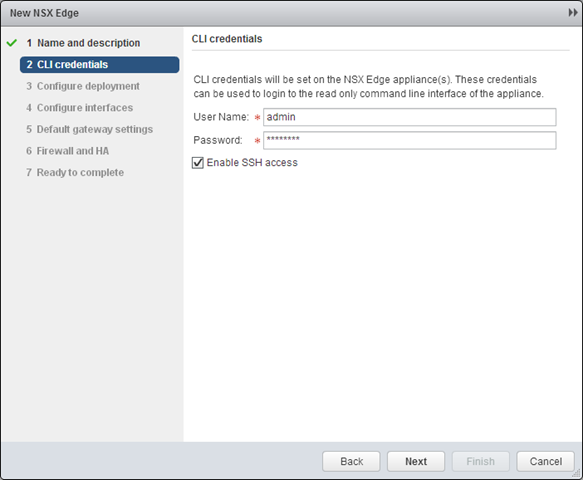 New NSX Edge
1 Name and description
2 CLI credentials
3 Configure deployment
4 Configure interfaces
5 Default gateway settings
6 Firewall and HA
7 Ready to complete
CLI credentials
CLI credentials will be set on the NSX Edge appliance(s). These credentials
can be used to login to the read only command line interface of the appliance.
User Name: * admin
Password: * ********
Enable SSH access
Back Next Finish Cancel